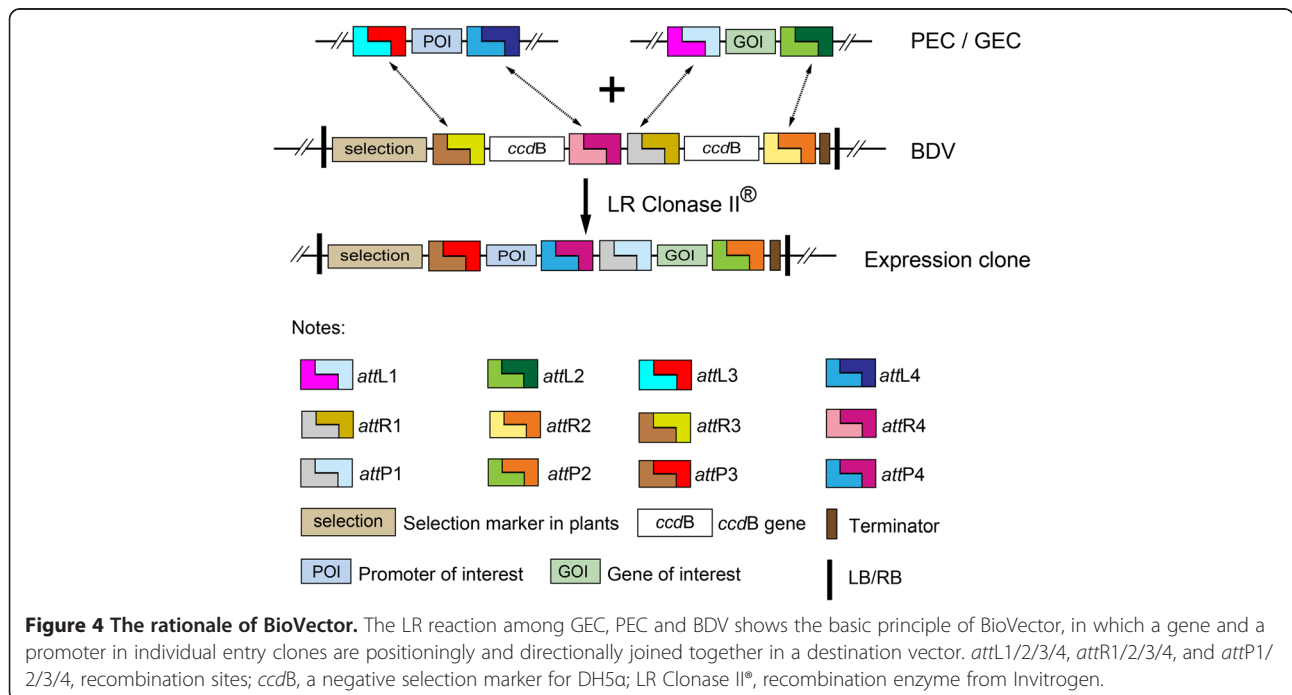 POI GOI PEC / GEC
+
selection ccdB ccdB BDV
LR Clonase II®
selection POI GOI Expression clone
Notes:
attL1 attL2 attL3 attL4
attR1 attR2 attR3 attR4
attP1 attP2 attP3 attP4
selection Selection marker in plants ccdB ccdB gene Terminator
POI Promoter of interest GOI Gene of interest LB/RB
Figure 4 The rationale of BioVector. The LR reaction among GEC, PEC and BDV shows the basic principle of BioVector, in which a gene and a
promoter in individual entry clones are positioningly and directionally joined together in a destination vector. attL1/2/3/4, attR1/2/3/4, and attP1/
2/3/4, recombination sites; ccdB, a negative selection marker for DH5α; LR Clonase II®, recombination enzyme from Invitrogen.